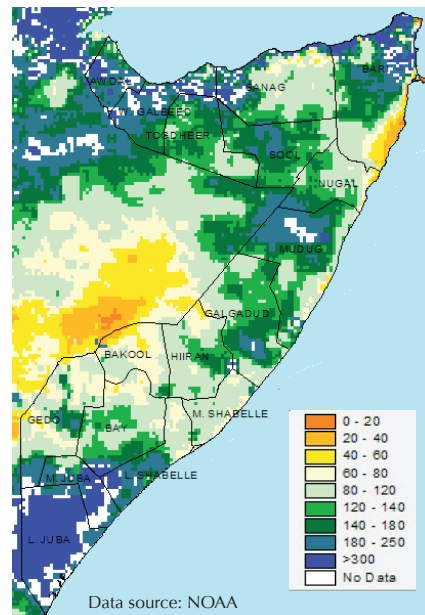 AWDAL
W. GALBEED
TOGDHEER
SANAG
BARI
SOOL
NUGAL
MUDUG
GALGADUD
BAKOOL
HIIRAN
GEDO
BAY
M. SHABELLE
L. SHABELLE
M. JUBA
L. JUBA
0 - 20
20 - 40
40 - 60
60 - 80
80 - 120
120 - 140
140 - 180
180 - 250
>300
No Data
Data source: NOAA